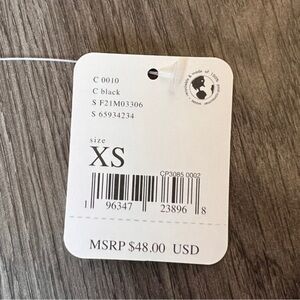 C 0010
C black
S F21M03306
S 65934234
size
XS
CP3085 0002
1 96347 23896 8
MSRP $48.00 USD